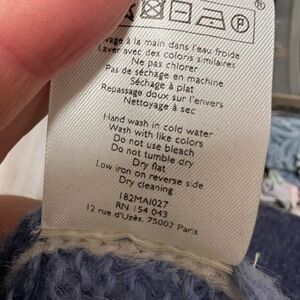 P
®
vage à la main dans l'eau froide
Laver avec des coloris similaires
Ne pas chlorer
Pas de séchage en machine
Séchage à plat
Repassage doux sur l'envers
Nettoyage à sec
Hand wash in cold water
Wash with like colors
Do not use bleach
Do not tumble dry
Dry flat
Low iron on reverse side
Dry cleaning
182MAI027
RN 154 043
12 rue d'Uzès, 75002 Paris